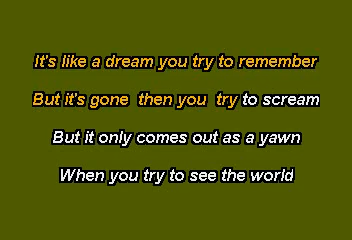 It's like a dream you try to remember
But it's gone then you try to scream
But it only comes out as a yawn
When you try to see the world